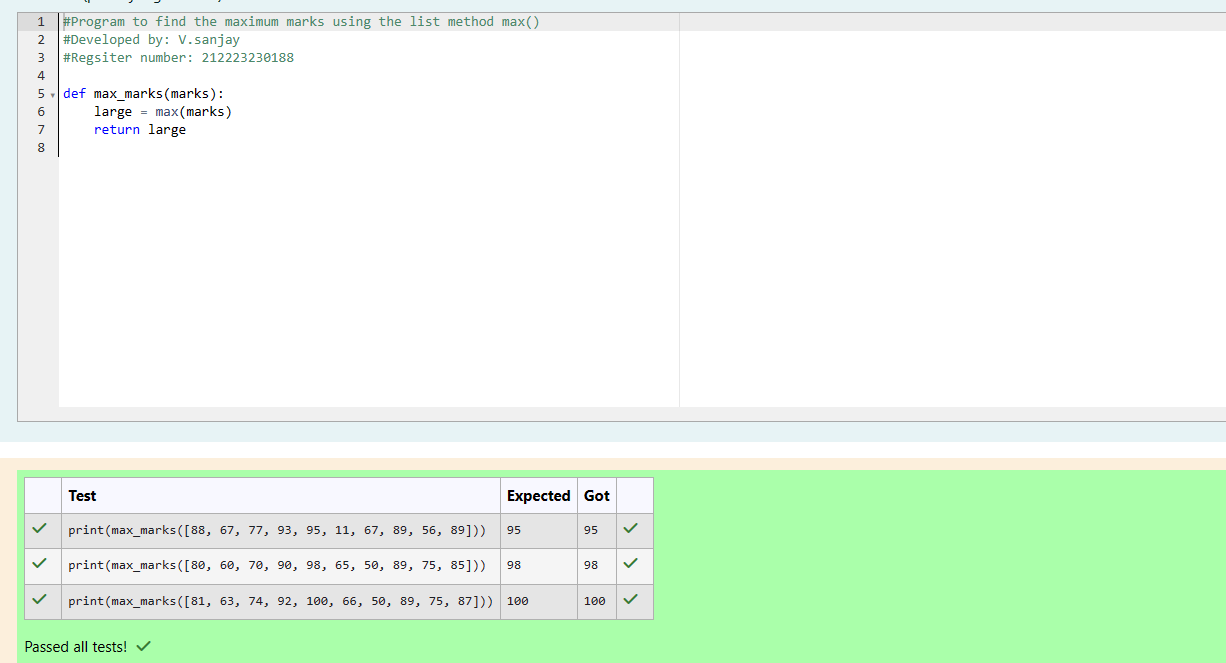 1 #Program to find the maximum marks using the list method max()
2 #Developed by: V.sanjay
3 #Regsiter number: 212223230188
4
5 def max_marks(marks):
6     large = max(marks)
7     return large
8
Test Expected Got
print(max_marks([88, 67, 77, 93, 95, 11, 67, 89, 56, 89])) 95 95
print(max_marks([80, 60, 70, 90, 98, 65, 50, 89, 75, 85])) 98 98
print(max_marks([81, 63, 74, 92, 100, 66, 50, 89, 75, 87])) 100 100
Passed all tests!